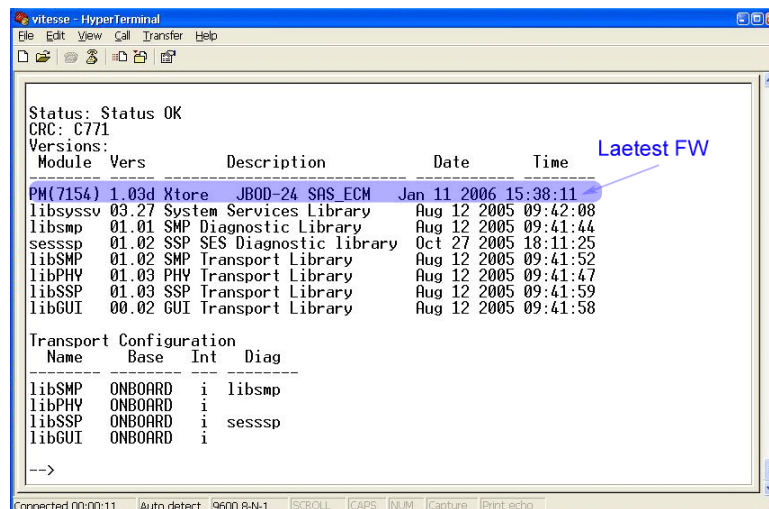 vitesse - HyperTerminal
File Edit View Call Transfer Help
Status: Status OK
CRC: C771
Versions:
Module Vers Description Date Time
Laetest FW
PM(7154) 1.03d Xtore JBOD-24 SAS_ECM Jan 11 2006 15:38:11
libsyssv 03.27 System Services Library Aug 12 2005 09:42:08
libsmp 01.01 SMP Diagnostic Library Aug 12 2005 09:41:44
sesssp 01.02 SSP SES Diagnostic library Oct 27 2005 18:11:25
libSMP 01.02 SMP Transport Library Aug 12 2005 09:41:52
libPHY 01.03 PHY Transport Library Aug 12 2005 09:41:47
libSSP 01.03 SSP Transport Library Aug 12 2005 09:41:59
libGUI 00.02 GUI Transport Library Aug 12 2005 09:41:58
Transport Configuration
Name Base Int Diag
libSMP ONBOARD i libsmp
libPHY ONBOARD i
libSSP ONBOARD i sesssp
libGUI ONBOARD i
-->
Connected 00:00:11 Auto detect 9600 8-N-1 SCROLL CAPS NUM Capture Print echo